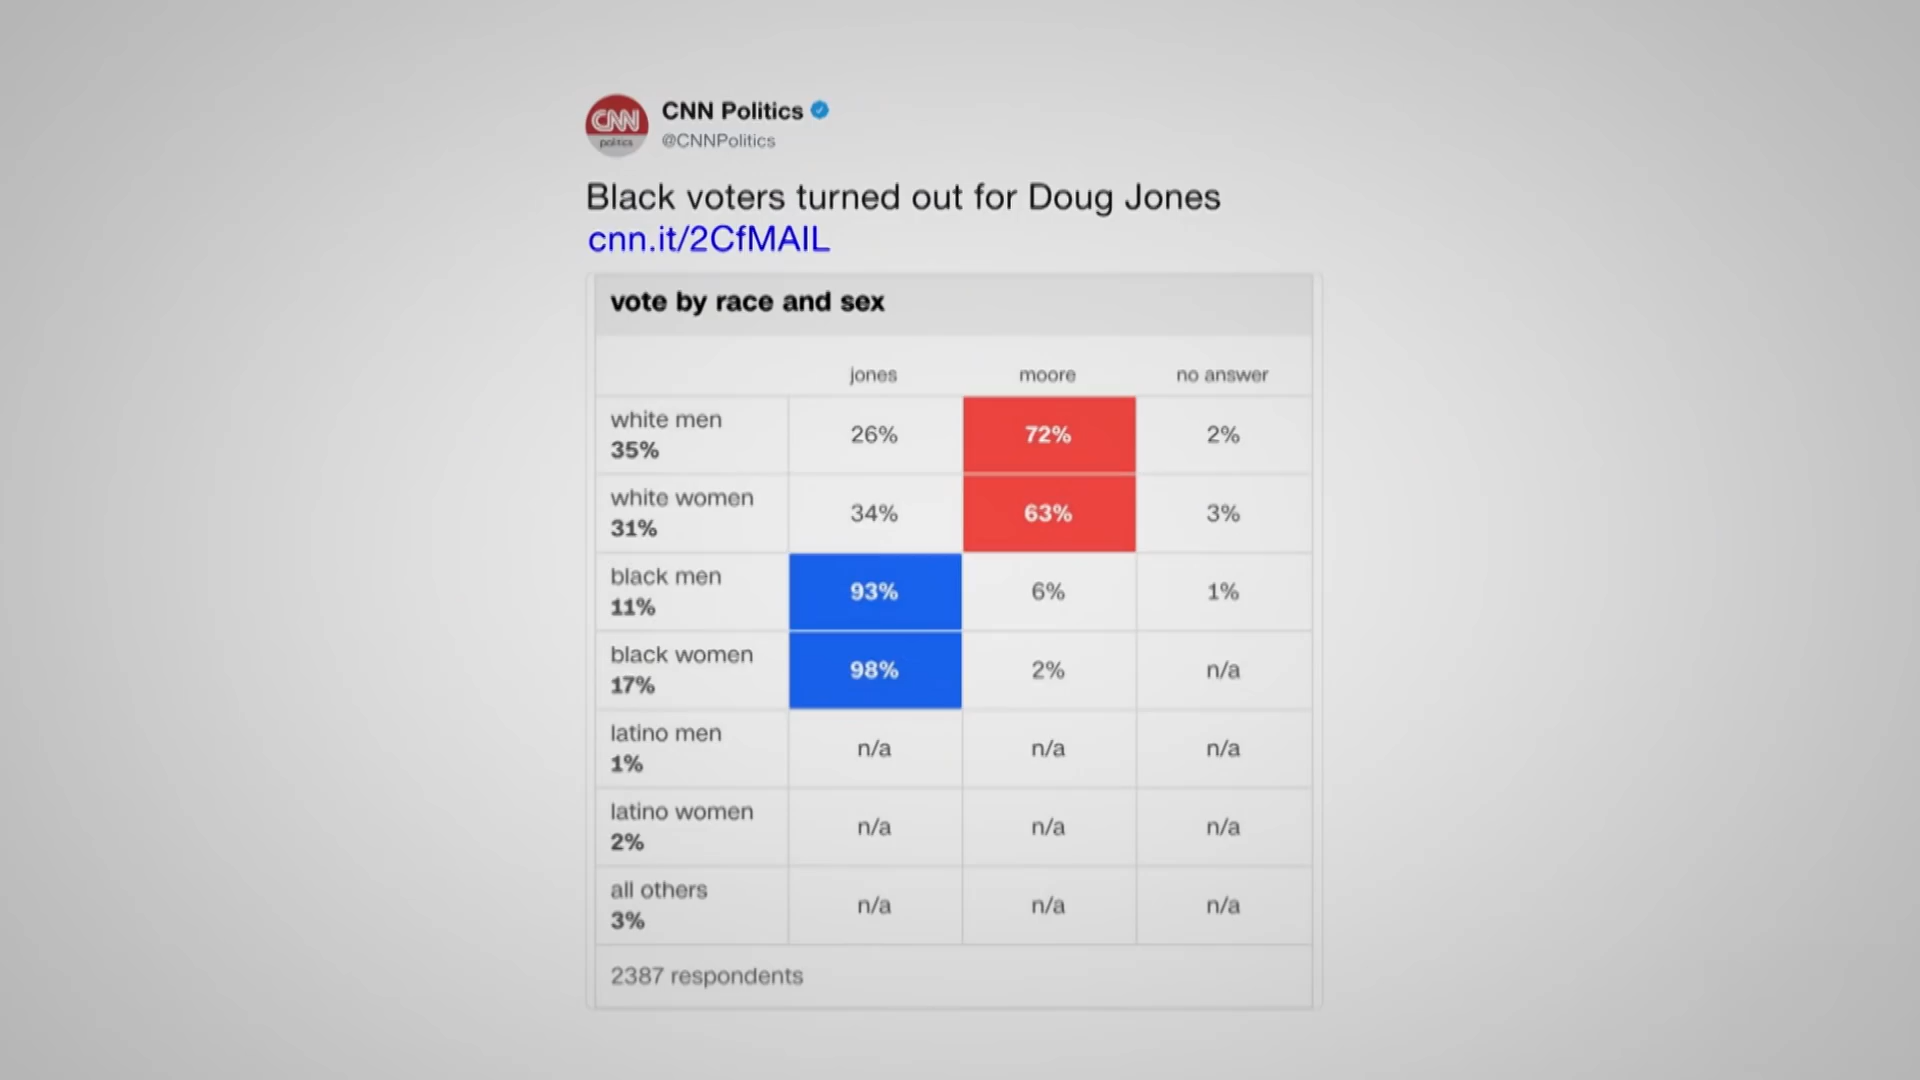 CNN
politics
CNN Politics
@CNNPolitics
Black voters turned out for Doug Jones
cnn.it/2CfMAIL
vote by race and sex
jones moore no answer
white men
35%
26% 72% 2%
white women
31%
34% 63% 3%
black men
11%
93% 6% 1%
black women
17%
98% 2% n/a
latino men
1%
n/a n/a n/a
latino women
2%
n/a n/a n/a
all others
3%
n/a n/a n/a
2387 respondents